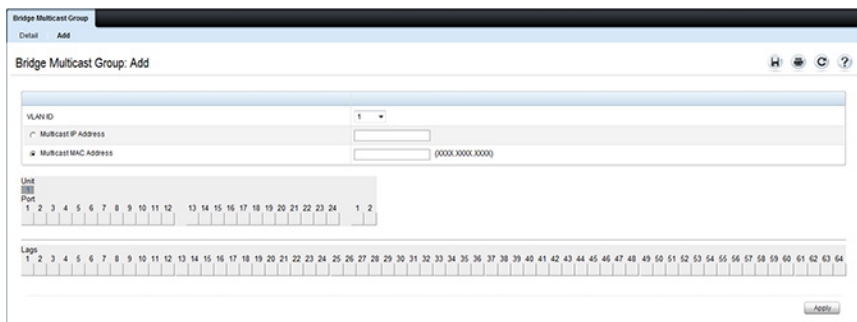 Bridge Multicast Group
Detail Add
Bridge Multicast Group: Add
VLAN ID 1
Multicast IP Address
Multicast MAC Address (XXXX.XXXX.XXXX)
Unit
1
Port
1 2 3 4 5 6 7 8 9 10 11 12 13 14 15 16 17 18 19 20 21 22 23 24 1 2
Lags
1 2 3 4 5 6 7 8 9 10 11 12 13 14 15 16 17 18 19 20 21 22 23 24 25 26 27 28 29 30 31 32 33 34 35 36 37 38 39 40 41 42 43 44 45 46 47 48 49 50 51 52 53 54 55 56 57 58 59 60 61 62 63 64
Apply